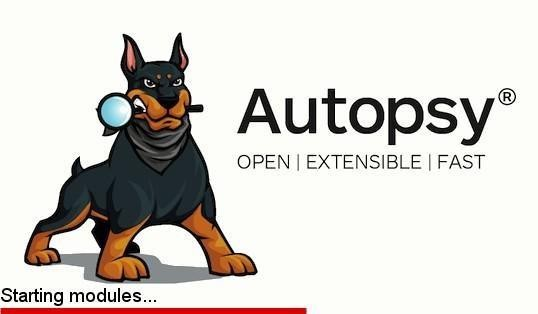 Autopsy®
OPEN | EXTENSIBLE | FAST
Starting modules...